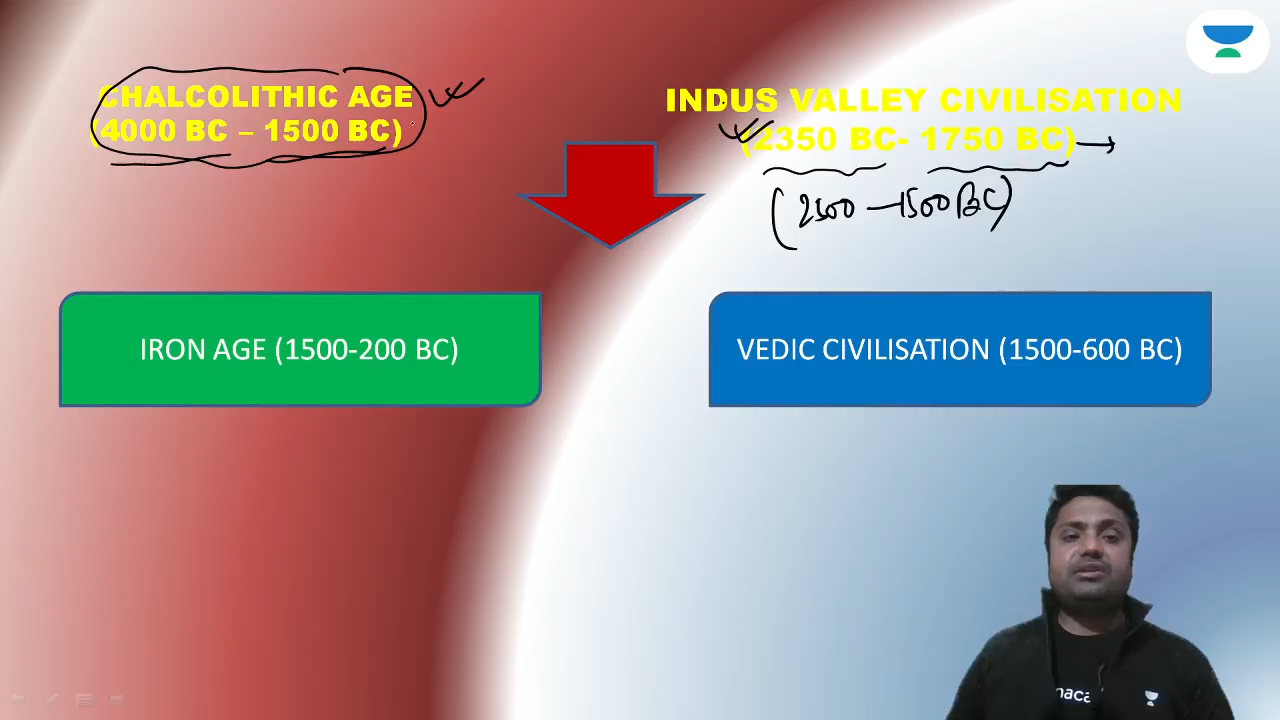 CHALCOLITHIC AGE
(4000 BC – 1500 BC)
INDUS VALLEY CIVILISATION
(2350 BC- 1750 BC)
(2500 – 1500 BC)
IRON AGE (1500-200 BC)
VEDIC CIVILISATION (1500-600 BC)